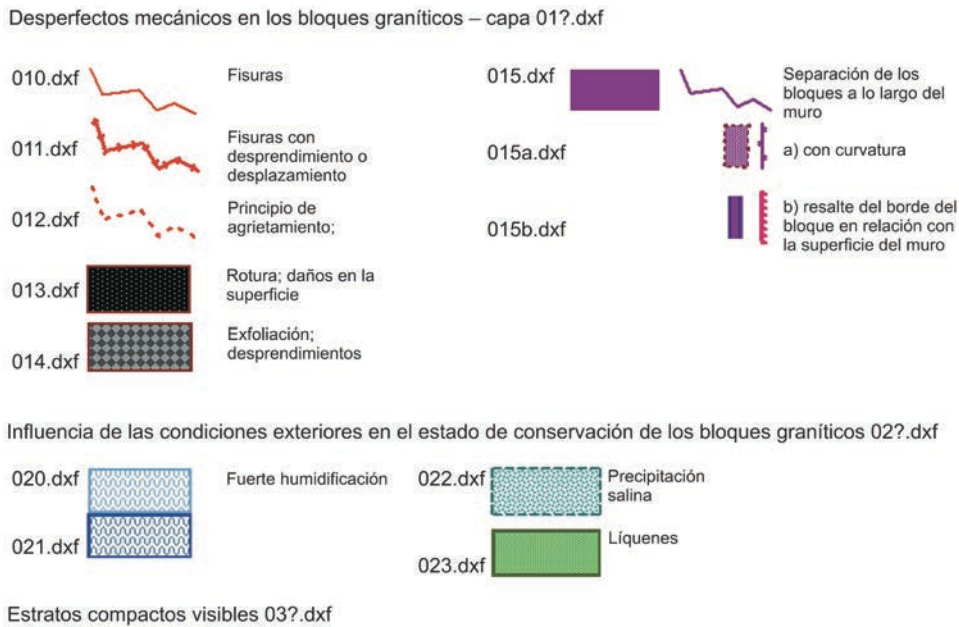 Desperfectos mecánicos en los bloques graníticos – capa 01?.dxf
010.dxf
Fisuras
011.dxf
Fisuras con
desprendimiento o
desplazamiento
012.dxf
Principio de
agrietamiento;
013.dxf
Rotura; daños en la
superficie
014.dxf
Exfoliación;
desprendimientos
015.dxf
Separación de los
bloques a lo largo del
muro
015a.dxf
a) con curvatura
015b.dxf
b) resalte del borde del
bloque en relación con
la superficie del muro
Influencia de las condiciones exteriores en el estado de conservación de los bloques graníticos 02?.dxf
020.dxf
Fuerte humidificación
021.dxf
022.dxf
Precipitación
salina
023.dxf
Líquenes
Estratos compactos visibles 03?.dxf